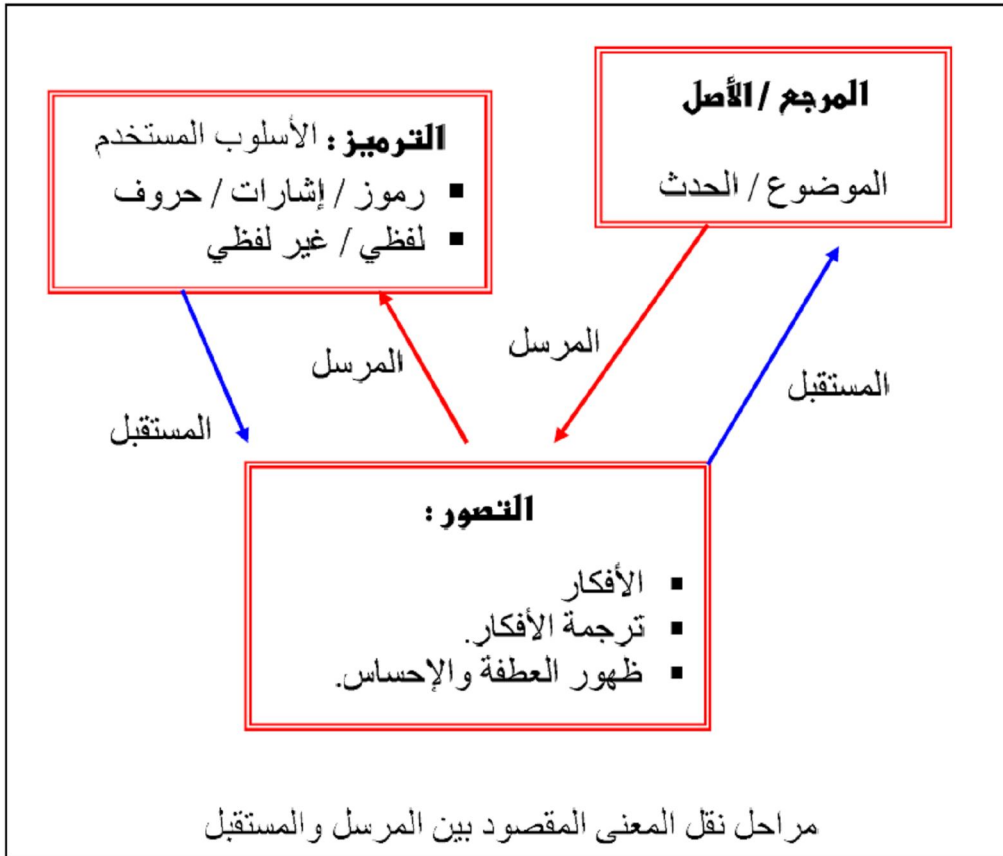 المرجع / الأصل
الموضوع / الحدث
الترميز : الأسلوب المستخدم
▪ رموز / إشارات / حروف
▪ لفظي / غير لفظي
المرسل
المستقبل
المرسل
المستقبل
التصور :
▪ الأفكار
▪ ترجمة الأفكار.
▪ ظهور العطفة والإحساس.
مراحل نقل المعنى المقصود بين المرسل والمستقبل